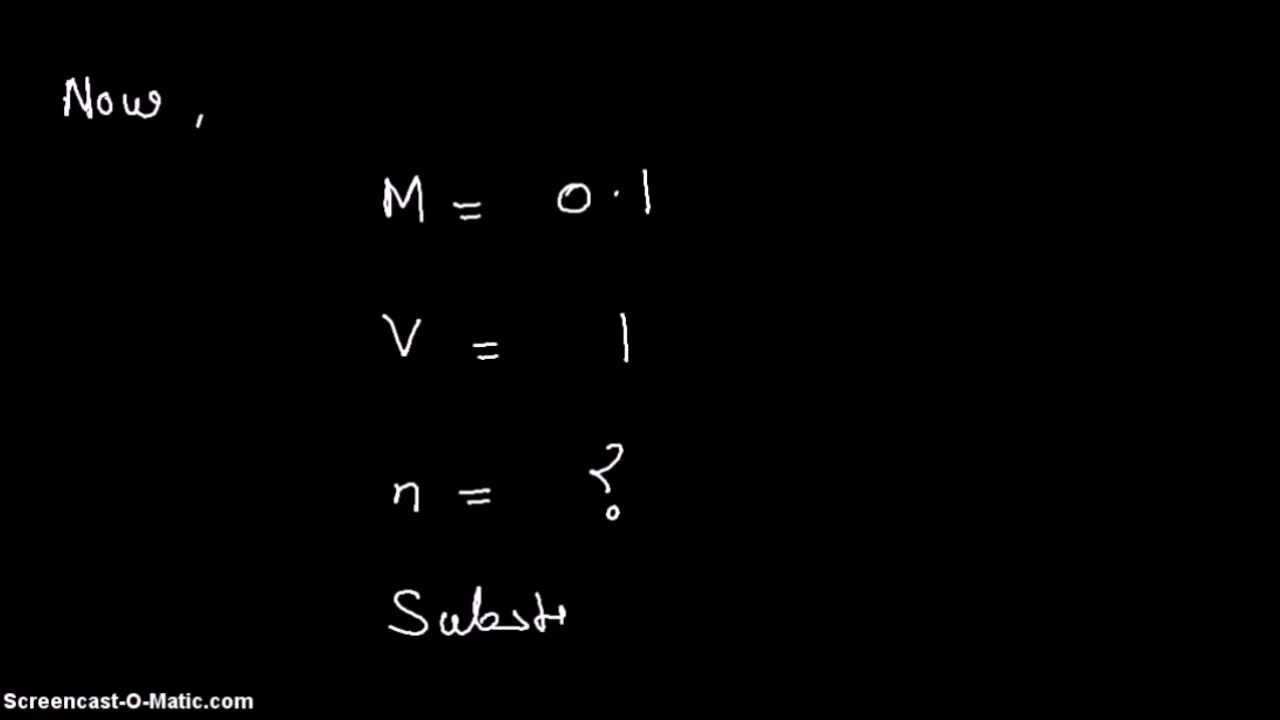 Now,
M = 0.1
V = 1
n = ?
Subst
Screencast-O-Matic.com